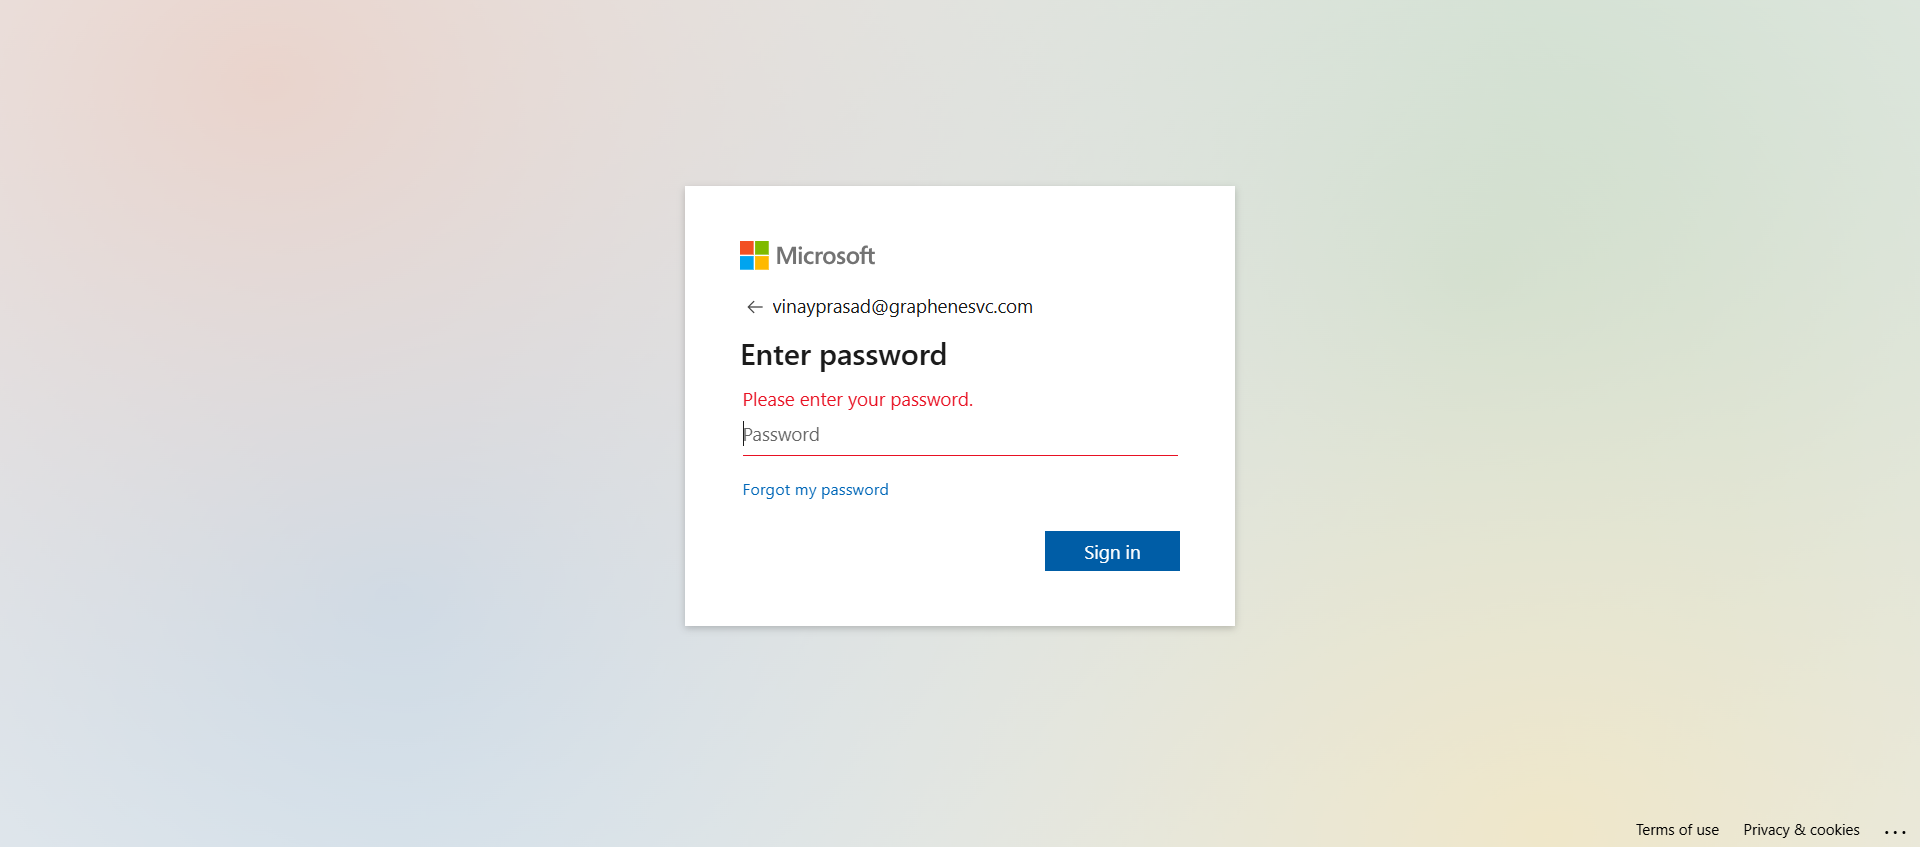 Microsoft
vinayprasad@graphenesvc.com
Enter password
Please enter your password.
Password
Forgot my password
Sign in
Terms of use Privacy & cookies ...